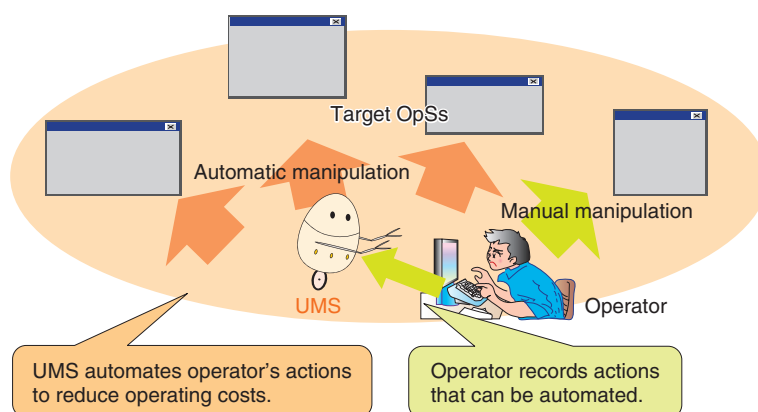 Target OpSs
Automatic manipulation
Manual manipulation
UMS
Operator
UMS automates operator’s actions
to reduce operating costs.
Operator records actions
that can be automated.